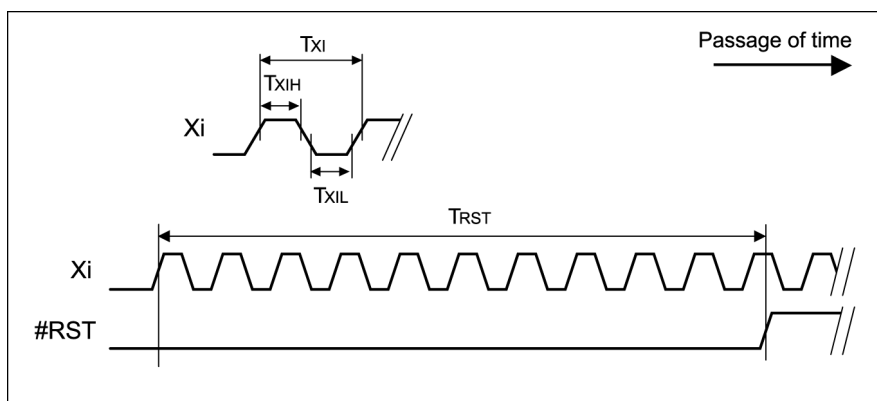 TXI
Passage of time
TXIH
Xi
TXIL
TRST
Xi
#RST